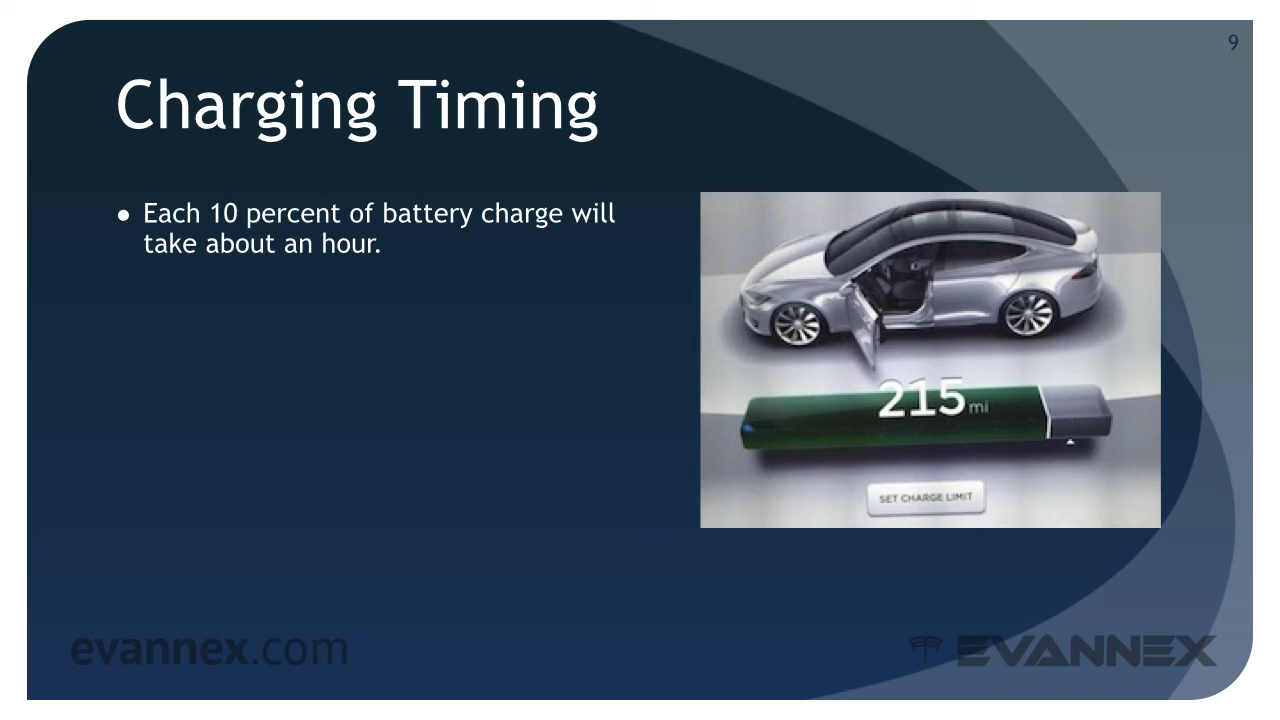 9
Charging Timing
● Each 10 percent of battery charge will
take about an hour.
215 mi
SET CHARGE LIMIT
evannex.com
EVANNEX